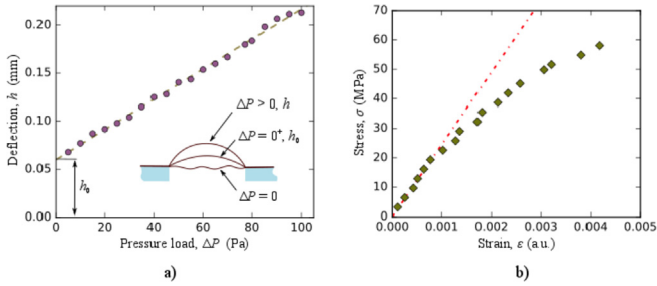 a)
Deflection, h (mm)
0.20
0.15
0.10
0.05
0.00
h₀
ΔP > 0, h
ΔP = 0⁺, h₀
ΔP = 0
0 20 40 60 80 100
Pressure load, ΔP (Pa)
a)
b)
Stress, σ (MPa)
70
60
50
40
30
20
10
0
0.000 0.001 0.002 0.003 0.004 0.005
Strain, ε (a.u.)
b)